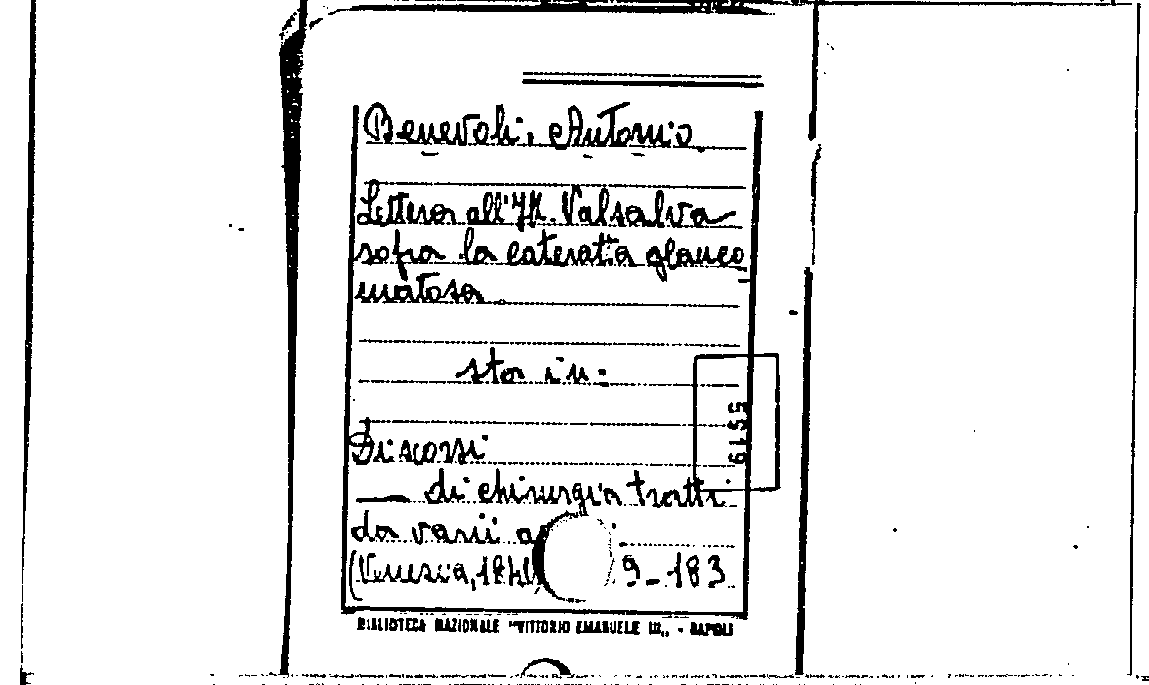 Benevoli, Antonio
Lettera all'Ill. Valsalva
sopra la cateratta glauco
matosa.
sta in:
Discorsi
— di chirurgia tratti
da varii
(Venezia, 9-183
5519
BIBLIOTECA NAZIONALE "VITTORIO EMANUELE III„ - NAPOLI